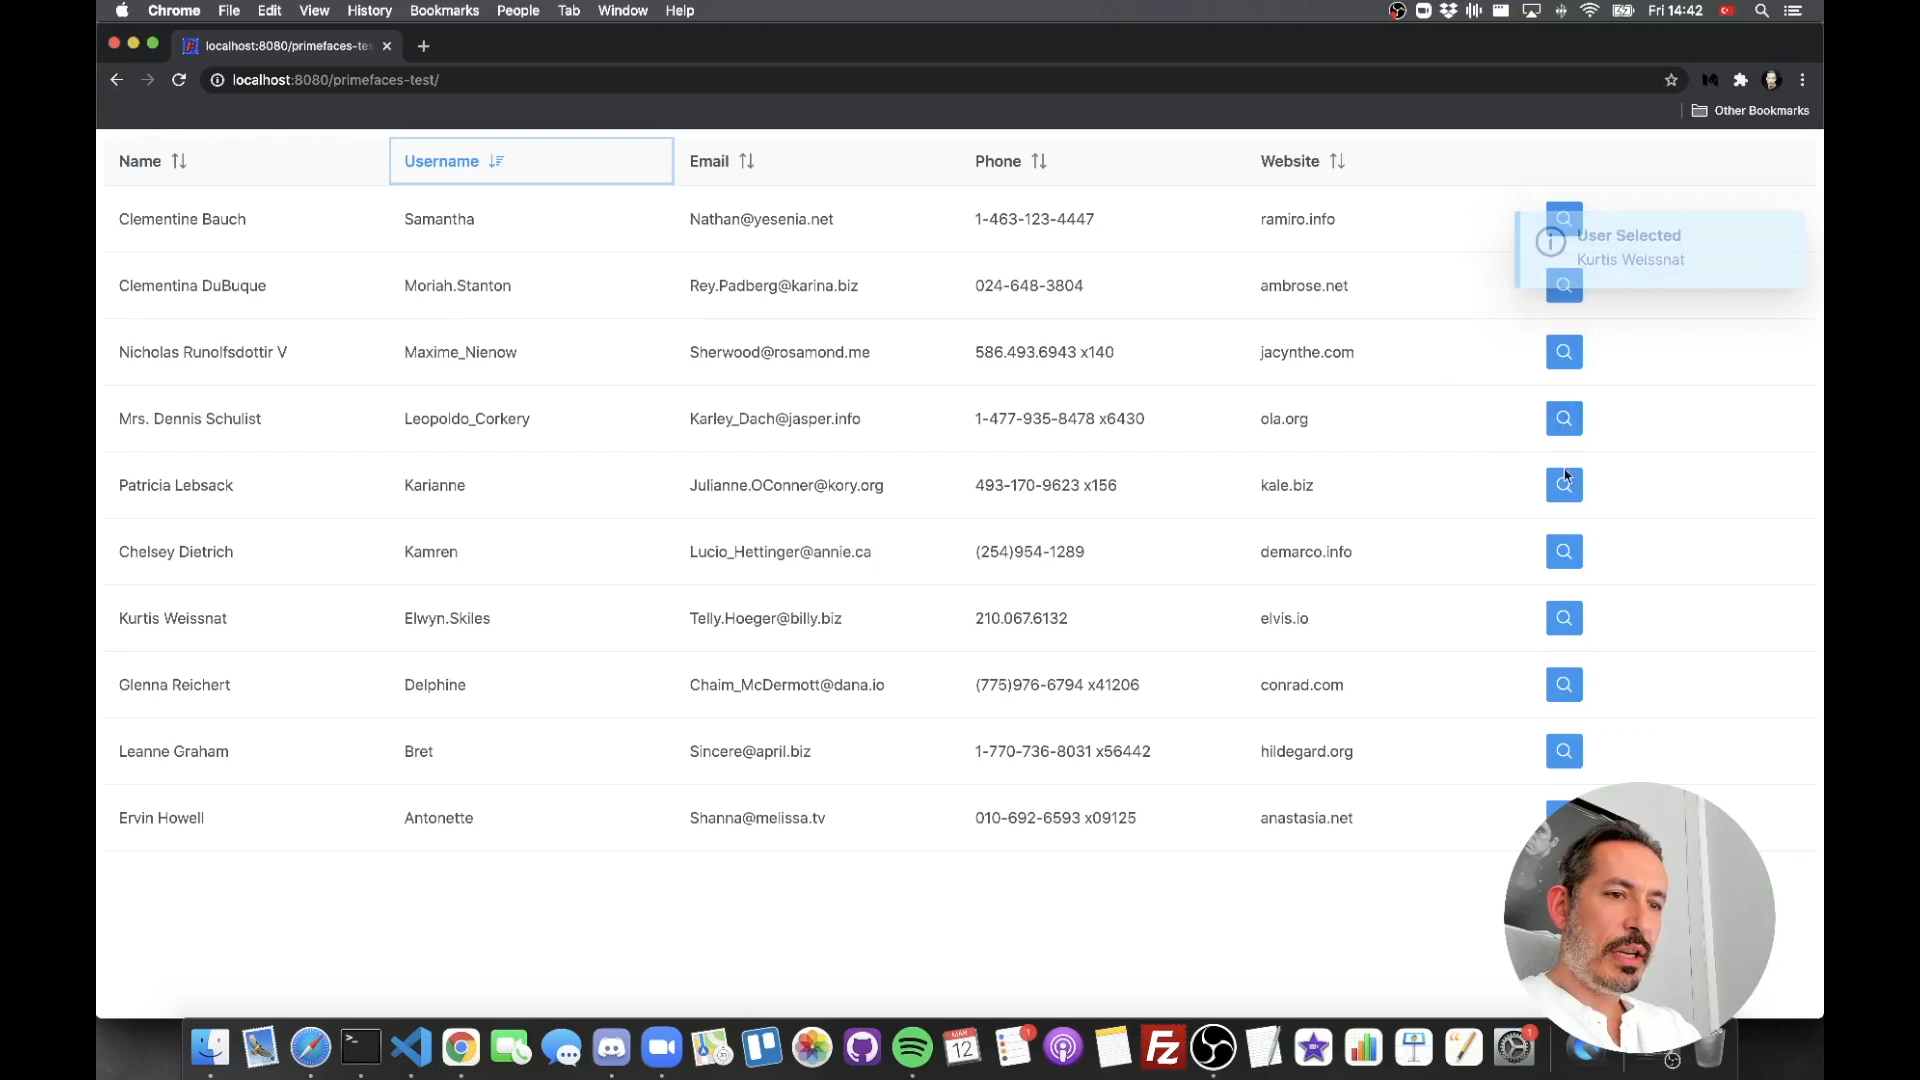 Chrome File Edit View History Bookmarks People Tab Window Help Fri 14:42
localhost:8080/primefaces-tes
localhost:8080/primefaces-test/
Other Bookmarks
Name Username Email Phone Website
Clementine Bauch Samantha Nathan@yesenia.net 1-463-123-4447 ramiro.info
User Selected
Kurtis Weissnat
Clementina DuBuque Moriah.Stanton Rey.Padberg@karina.biz 024-648-3804 ambrose.net
Nicholas Runolfsdottir V Maxime_Nienow Sherwood@rosamond.me 586.493.6943 x140 jacynthe.com
Mrs. Dennis Schulist Leopoldo_Corkery Karley_Dach@jasper.info 1-477-935-8478 x6430 ola.org
Patricia Lebsack Karianne Julianne.OConner@kory.org 493-170-9623 x156 kale.biz
Chelsey Dietrich Kamren Lucio_Hettinger@annie.ca (254)954-1289 demarco.info
Kurtis Weissnat Elwyn.Skiles Telly.Hoeger@billy.biz 210.067.6132 elvis.io
Glenna Reichert Delphine Chaim_McDermott@dana.io (775)976-6794 x41206 conrad.com
Leanne Graham Bret Sincere@april.biz 1-770-736-8031 x56442 hildegard.org
Ervin Howell Antonette Shanna@melissa.tv 010-692-6593 x09125 anastasia.net
MAR
12
1
Fz
1